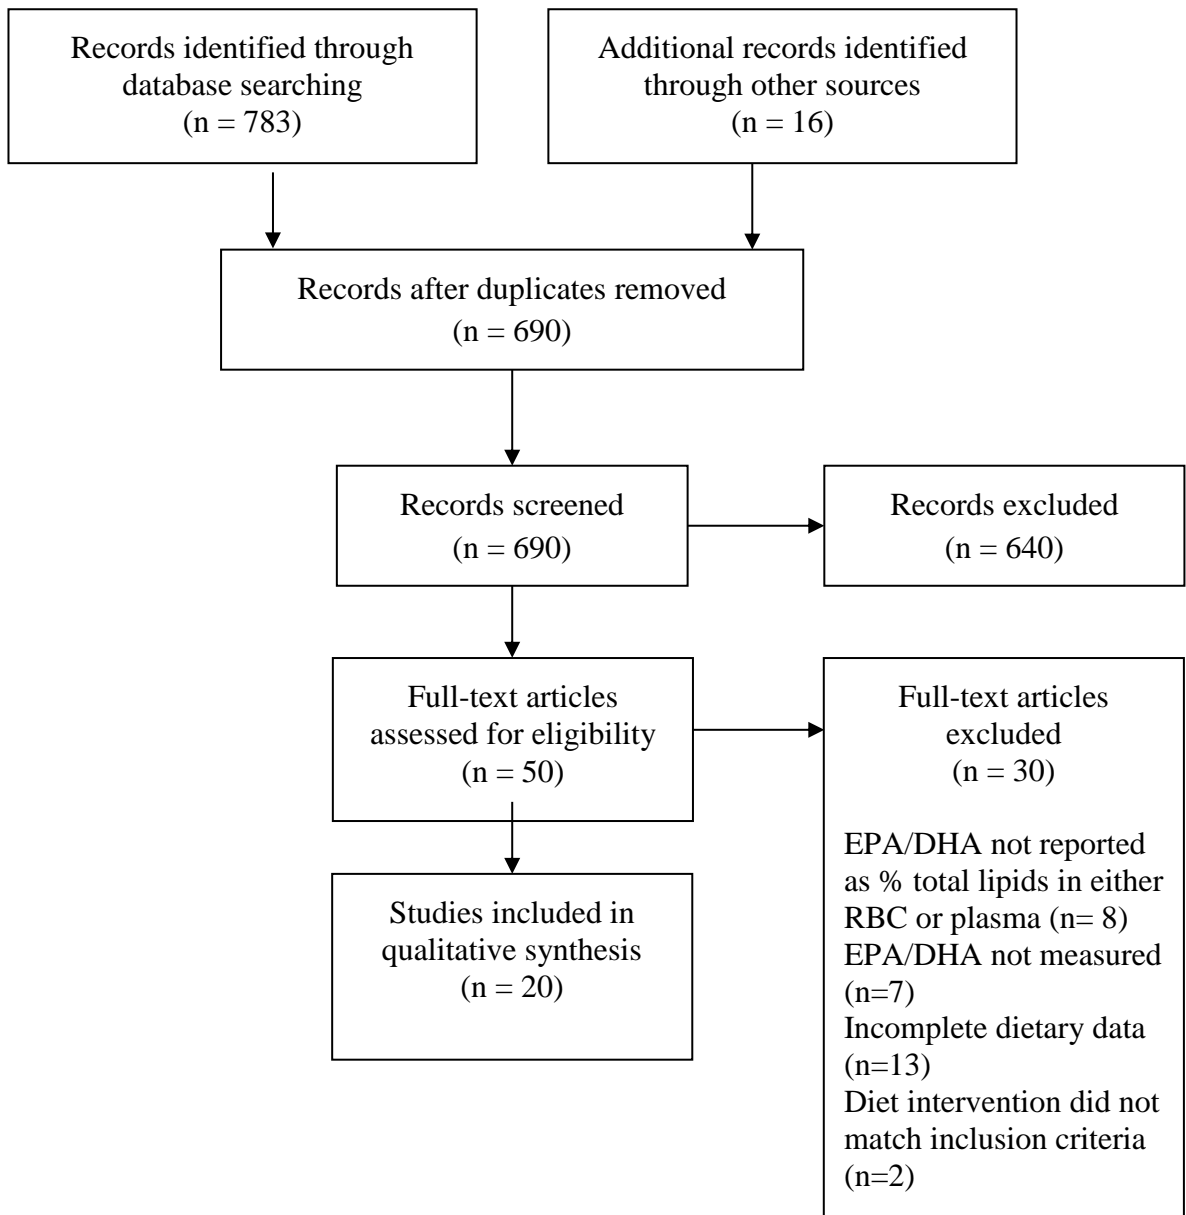 Records identified through
database searching
(n = 783)
Additional records identified
through other sources
(n = 16)
Records after duplicates removed
(n = 690)
Records screened
(n = 690)
Records excluded
(n = 640)
Full-text articles
assessed for eligibility
(n = 50)
Full-text articles
excluded
(n = 30)
EPA/DHA not reported
as % total lipids in either
RBC or plasma (n= 8)
EPA/DHA not measured
(n=7)
Incomplete dietary data
(n=13)
Diet intervention did not
match inclusion criteria
(n=2)
Studies included in
qualitative synthesis
(n = 20)